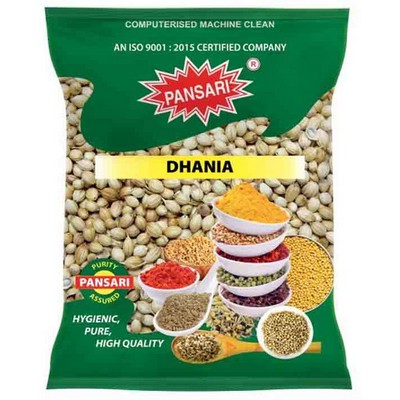 COMPUTERISED MACHINE CLEAN
AN ISO 9001 : 2015 CERTIFIED COMPANY
PANSARI
®
DHANIA
PURITY
PANSARI
ASSURED
HYGIENIC,
PURE,
HIGH QUALITY